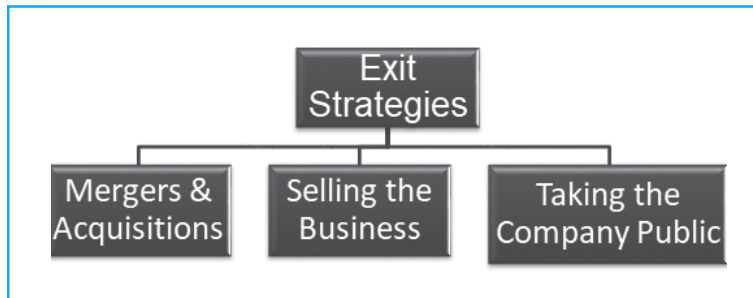 Exit
Strategies
Mergers &
Acquisitions
Selling the
Business
Taking the
Company Public